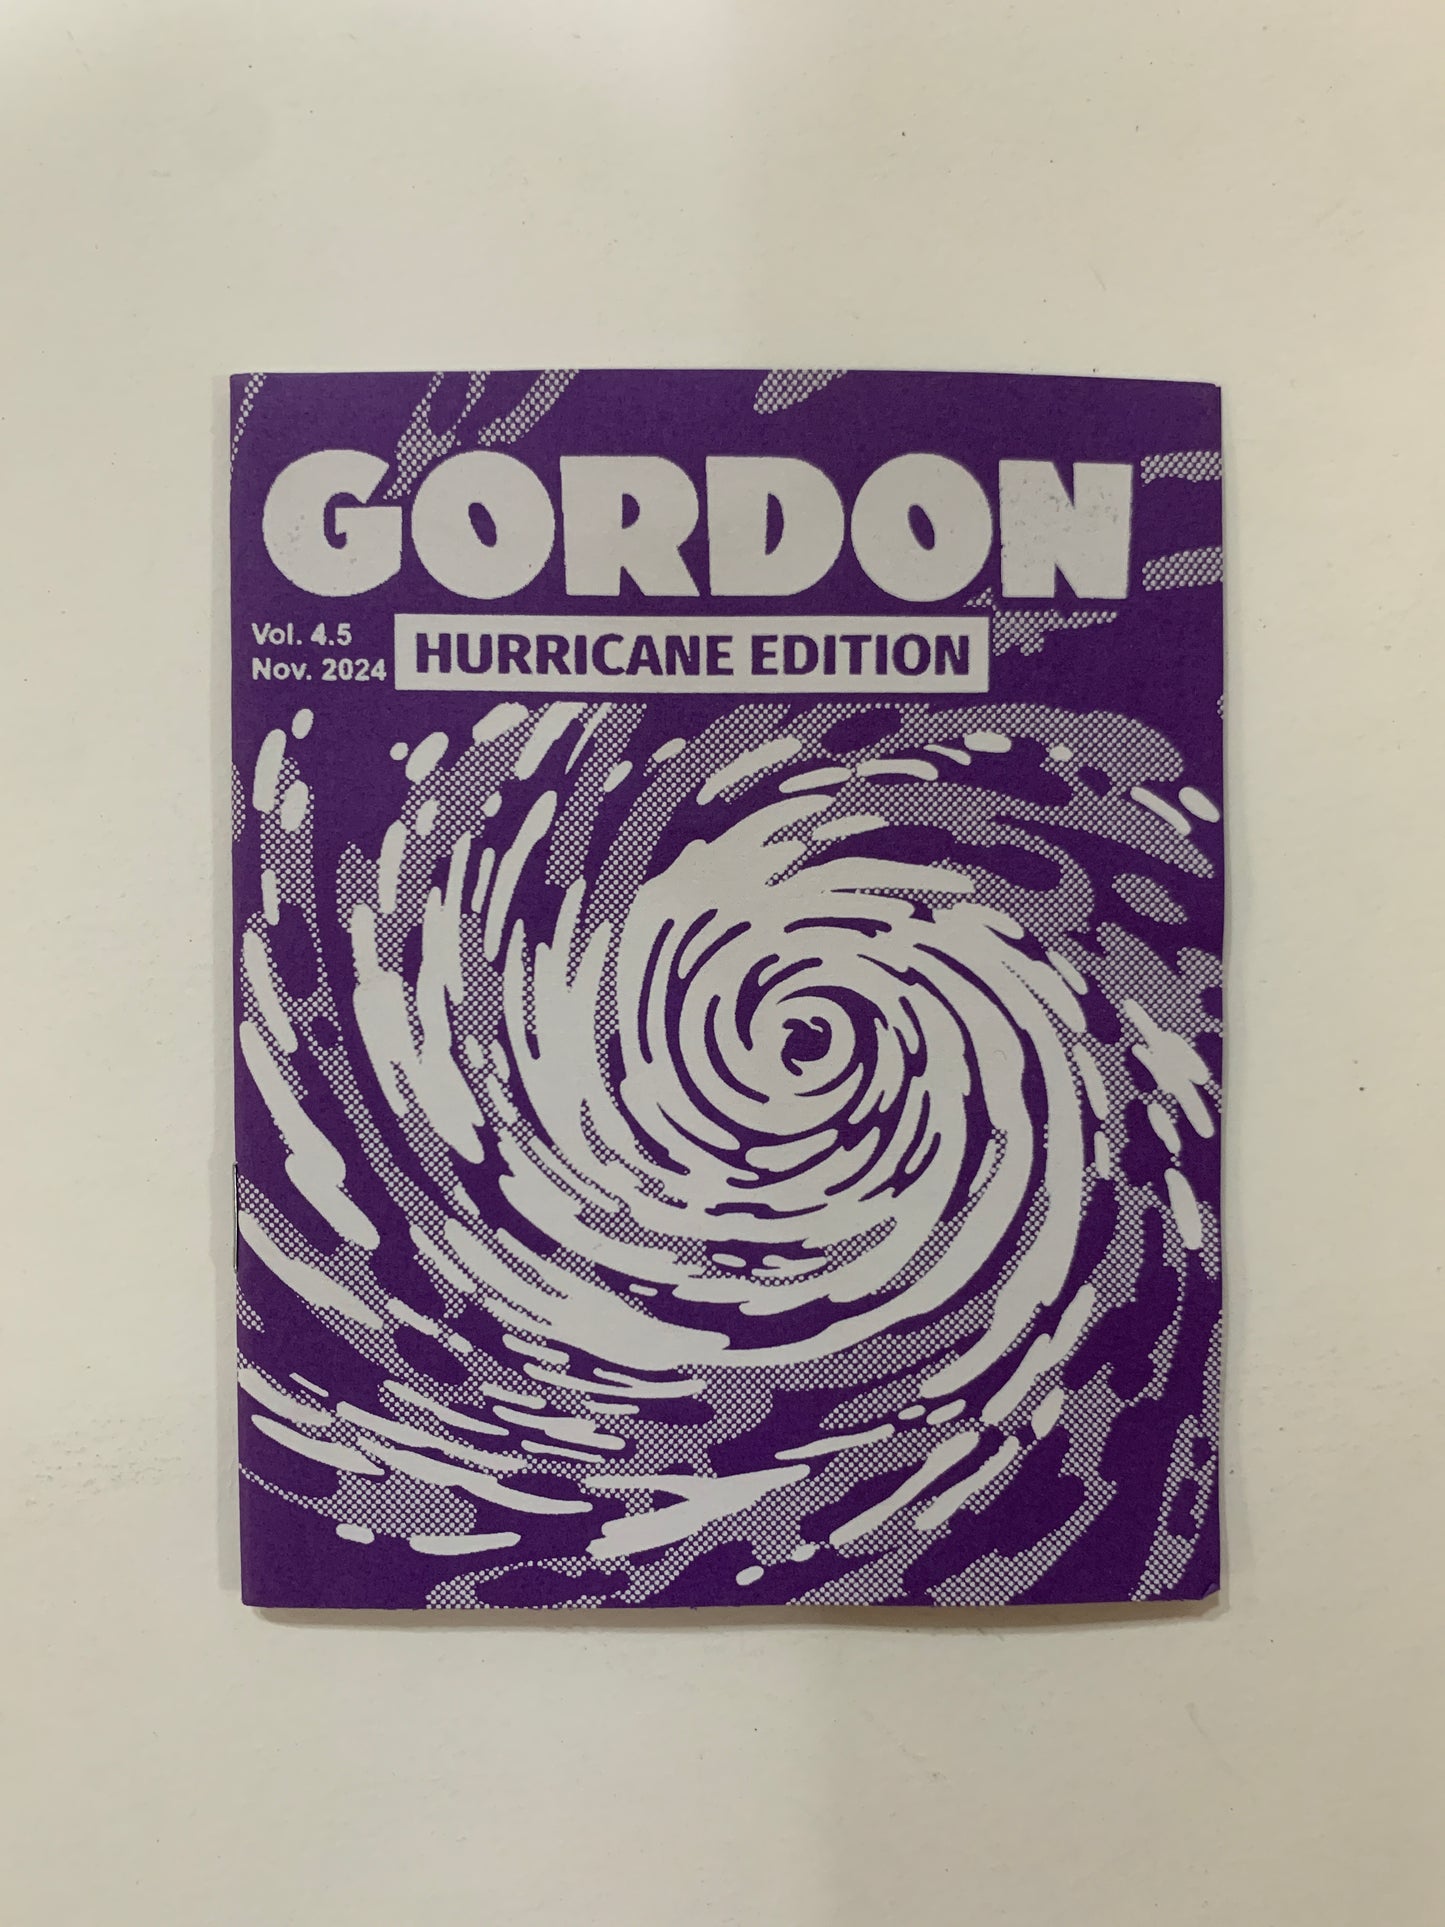 GORDON
Vol. 4.5
Nov. 2024
HURRICANE EDITION